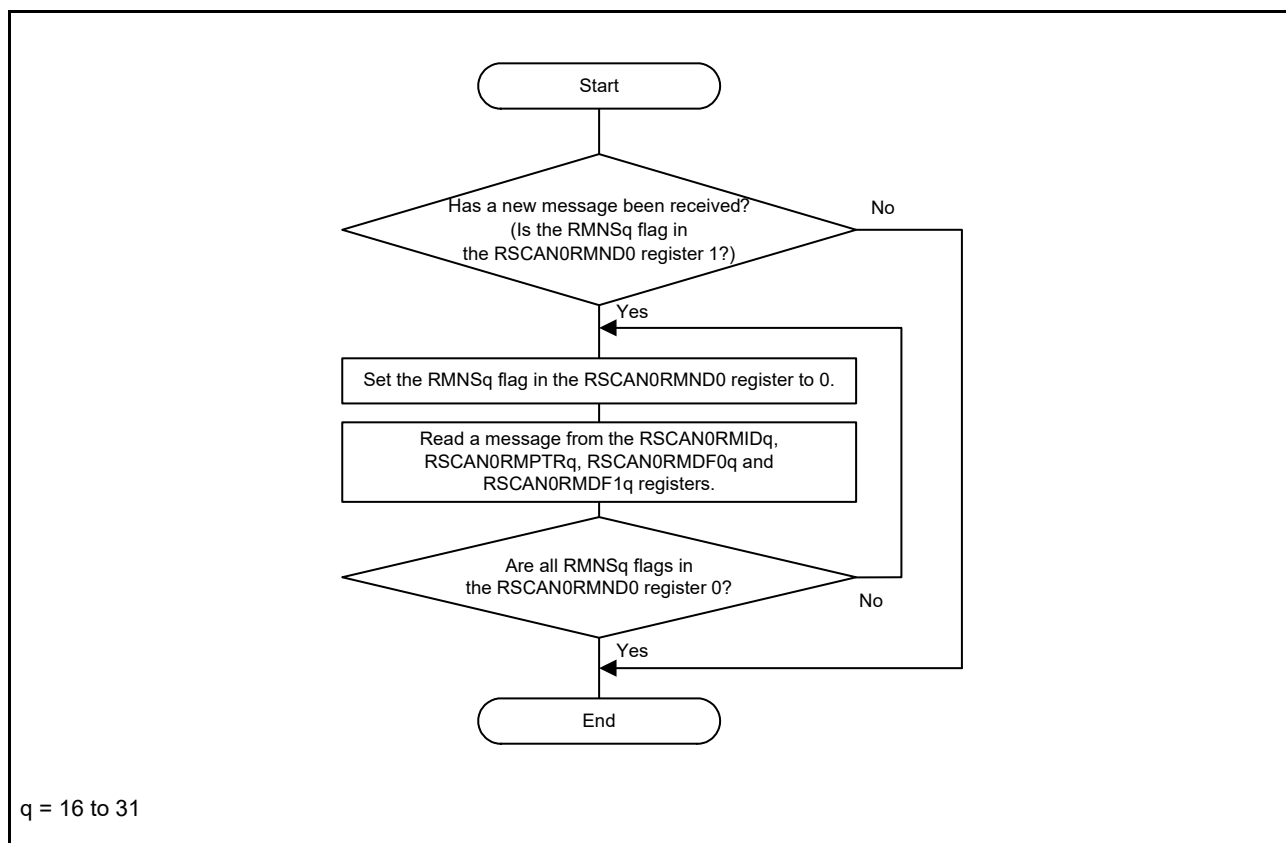 Start
Has a new message been received?
(Is the RMNSq flag in
the RSCAN0RMND0 register 1?)
No
Yes
Set the RMNSq flag in the RSCAN0RMND0 register to 0.
Read a message from the RSCAN0RMIDq,
RSCAN0RMPTRq, RSCAN0RMDF0q and
RSCAN0RMDF1q registers.
Are all RMNSq flags in
the RSCAN0RMND0 register 0?
No
Yes
End
q = 16 to 31